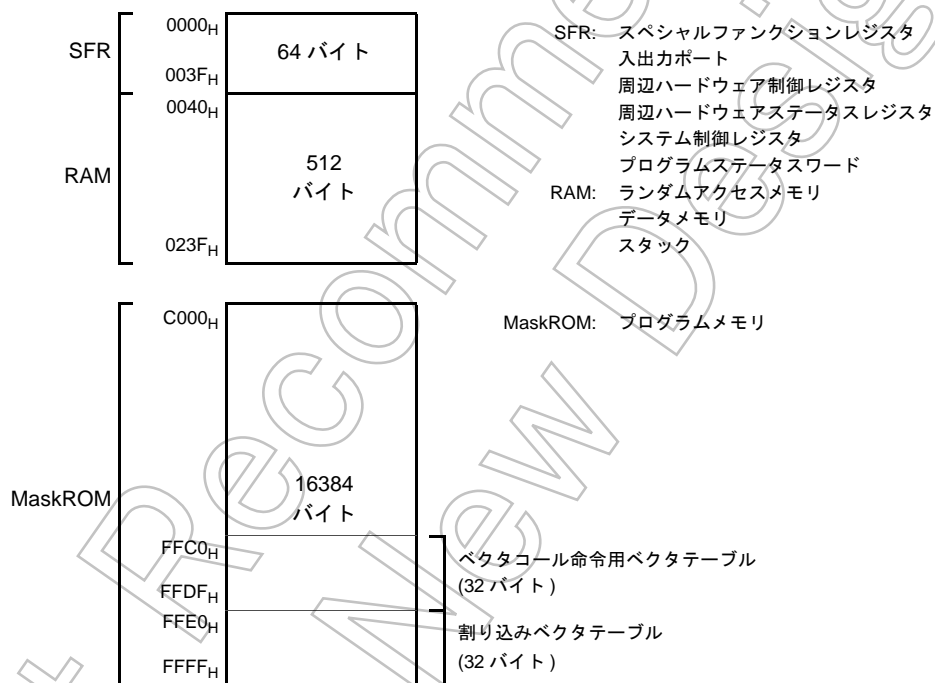 SFR
0000H
64 バイト
003FH
RAM
0040H
512
バイト
023FH
SFR: スペシャルファンクションレジスタ
入出力ポート
周辺ハードウェア制御レジスタ
周辺ハードウェアステータスレジスタ
システム制御レジスタ
プログラムステータスワード
RAM: ランダムアクセスメモリ
データメモリ
スタック
MaskROM
C000H
16384
バイト
MaskROM: プログラムメモリ
FFC0H
FFDFH
ベクタコール命令用ベクタテーブル
(32 バイト )
FFE0H
FFFFH
割り込みベクタテーブル
(32 バイト )
Recomme
New Desig